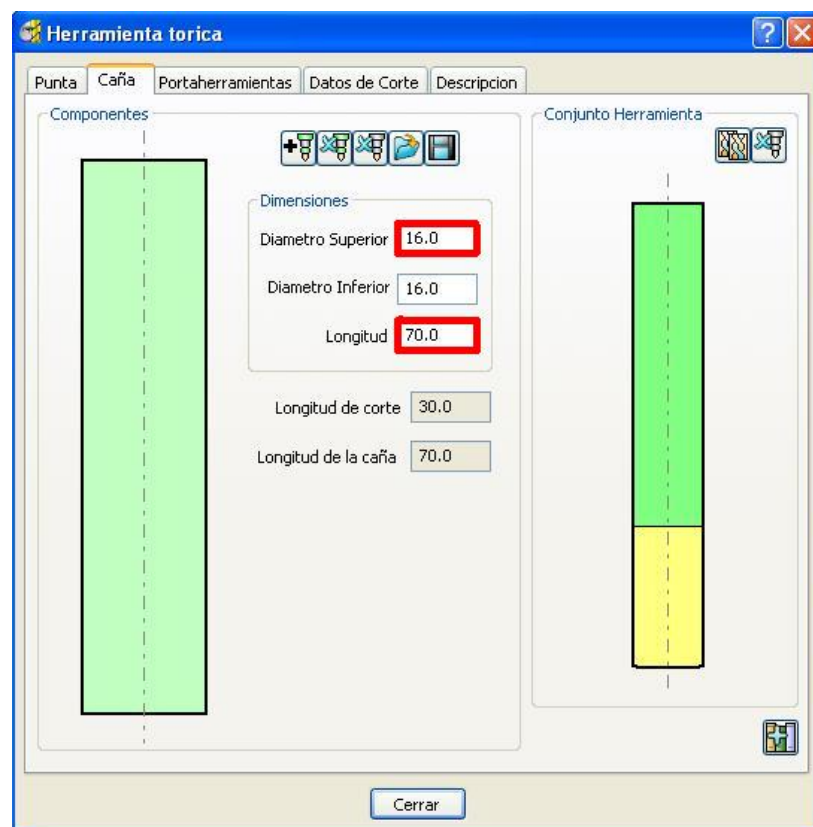 Herramienta torica
Punta Caña Portaherramientas Datos de Corte Descripcion
Componentes
Conjunto Herramienta
Dimensiones
Diametro Superior 16.0
Diametro Inferior 16.0
Longitud 70.0
Longitud de corte 30.0
Longitud de la caña 70.0
Cerrar